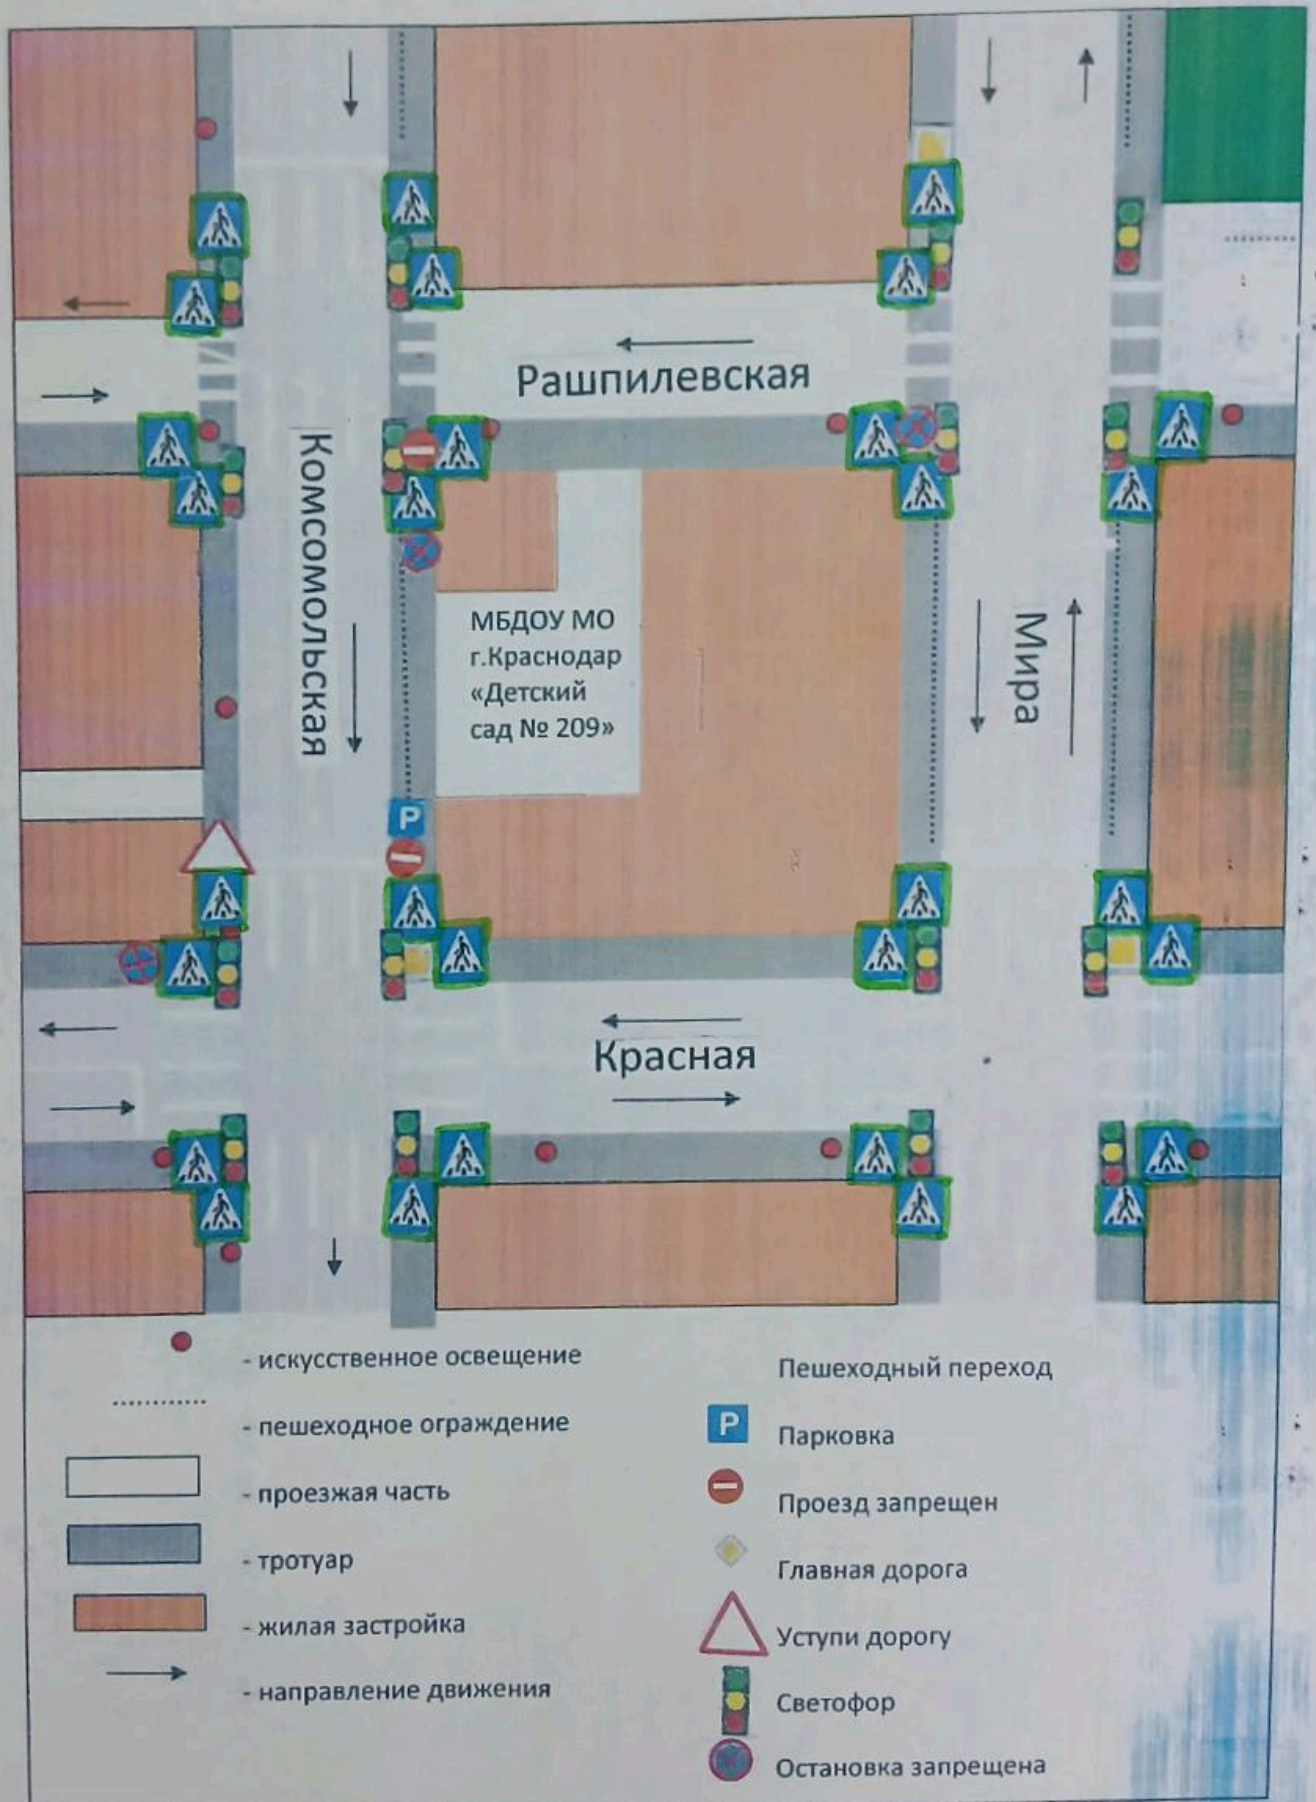 Рашпилевская
Комсомольская
МБДОУ МО
г.Краснодар
«Детский
сад № 209»
Мира
P
Красная
- искусственное освещение
- пешеходное ограждение
- проезжая часть
- тротуар
- жилая застройка
- направление движения
Пешеходный переход
P
Парковка
Проезд запрещен
Главная дорога
Уступи дорогу
Светофор
Остановка запрещена